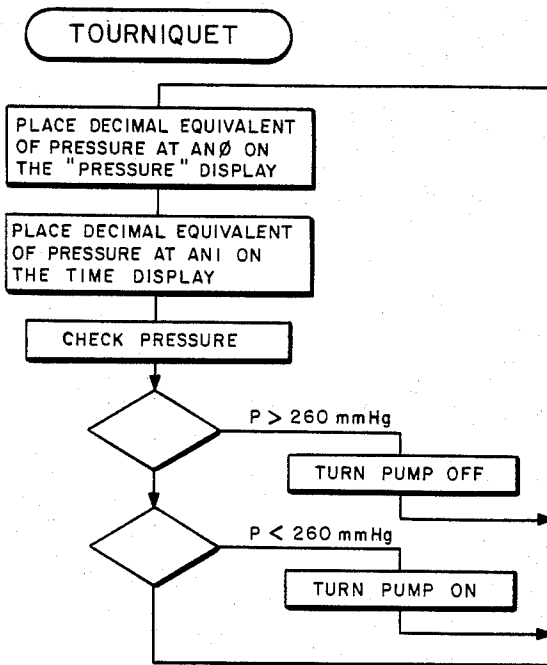 TOURNIQUET
PLACE DECIMAL EQUIVALENT
OF PRESSURE AT ANØ ON
THE "PRESSURE" DISPLAY
PLACE DECIMAL EQUIVALENT
OF PRESSURE AT AN1 ON
THE TIME DISPLAY
CHECK PRESSURE
P > 260 mmHg
TURN PUMP OFF
P < 260 mmHg
TURN PUMP ON